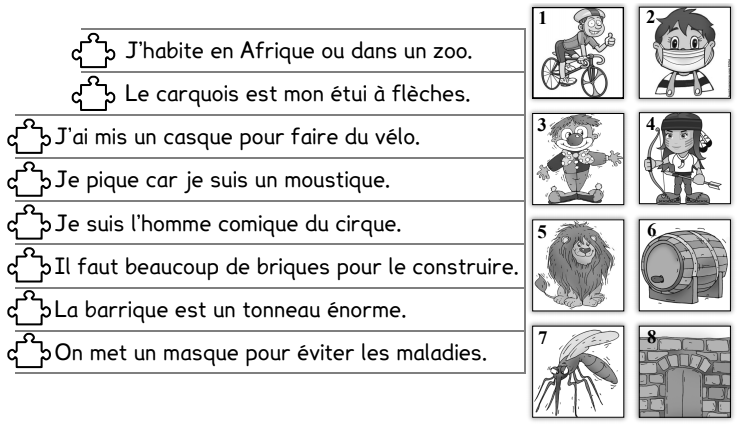 J'habite en Afrique ou dans un zoo.
Le carquois est mon étui à flèches.
J'ai mis un casque pour faire du vélo.
Je pique car je suis un moustique.
Je suis l'homme comique du cirque.
Il faut beaucoup de briques pour le construire.
La barrique est un tonneau énorme.
On met un masque pour éviter les maladies.
1
2
3
4
5
6
7
8